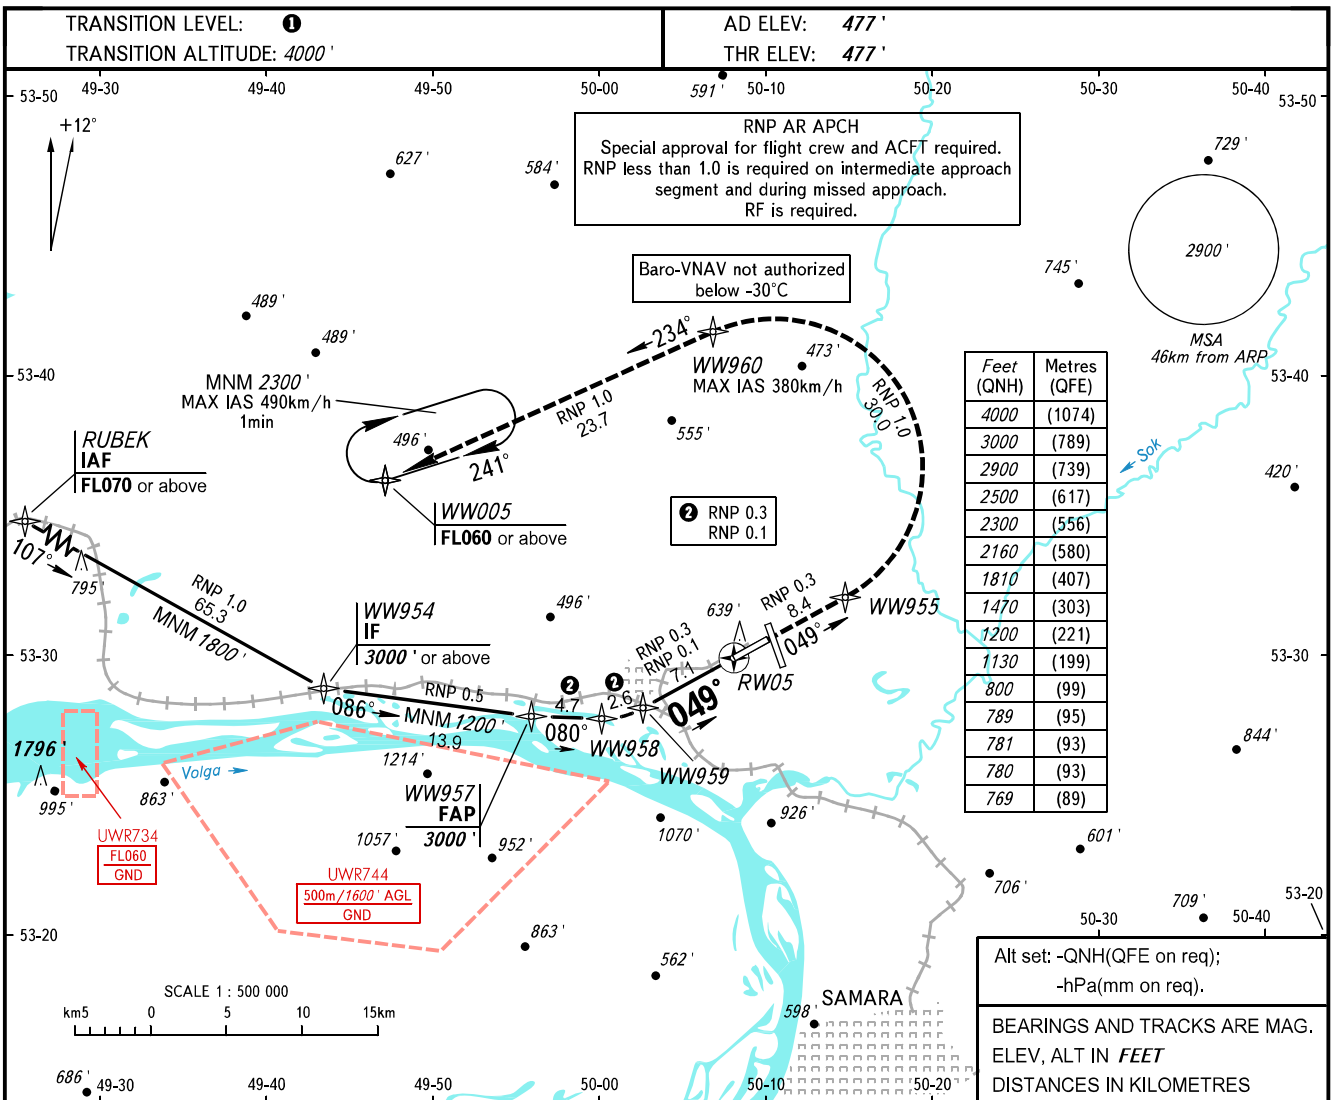 TRANSITION LEVEL: ❶
TRANSITION ALTITUDE: 4000'
AD ELEV: 477'
THR ELEV: 477'
49-30 49-40 49-50 50-00 50-10 50-20 50-30 50-40
53-50
53-50
591'
+12°
627'
584'
729'
RNP AR APCH
Special approval for flight crew and ACFT required.
RNP less than 1.0 is required on intermediate approach
segment and during missed approach.
RF is required.
2900'
MSA
46km from ARP
745'
Baro-VNAV not authorized
below -30°C
489'
489'
234°
WW960
MAX IAS 380km/h
473'
53-40
53-40
MNM 2300'
MAX IAS 490km/h
1min
RNP 1.0
23.7
RNP 1.0
30.0
555'
496'
241°
RUBEK
IAF
FL070 or above
WW005
FL060 or above
❷ RNP 0.3
RNP 0.1
Feet Metres
(QNH) (QFE)
4000 (1074)
3000 (789)
2900 (739)
2500 (617)
2300 (556)
2160 (580)
1810 (407)
1470 (303)
1200 (221)
1130 (199)
800 (99)
789 (95)
781 (93)
780 (93)
769 (89)
Sok
420'
107°
795'
RNP 1.0
65.3
MNM 1800'
WW954
IF
3000' or above
496'
639'
RNP 0.3
8.4
WW955
049°
RNP 0.3
RNP 0.1
7.1
RW05
53-30
53-30
086°
RNP 0.5
MNM 1200'
13.9
❷
4.7
❷
2.6
080°
049°
WW958
WW959
1796'
995'
863'
Volga
1214'
WW957
FAP
3000'
844'
UWR734
FL060
GND
1057'
952'
1070'
926'
601'
UWR744
500m/1600' AGL
GND
706'
709'
53-20
53-20
50-30 50-40
863'
562'
Alt set: -QNH(QFE on req);
-hPa(mm on req).
SCALE 1 : 500 000
km5 0 5 10 15km
SAMARA
598'
BEARINGS AND TRACKS ARE MAG.
ELEV, ALT IN FEET
DISTANCES IN KILOMETRES
686'
49-30 49-40 49-50 50-00 50-10 50-20